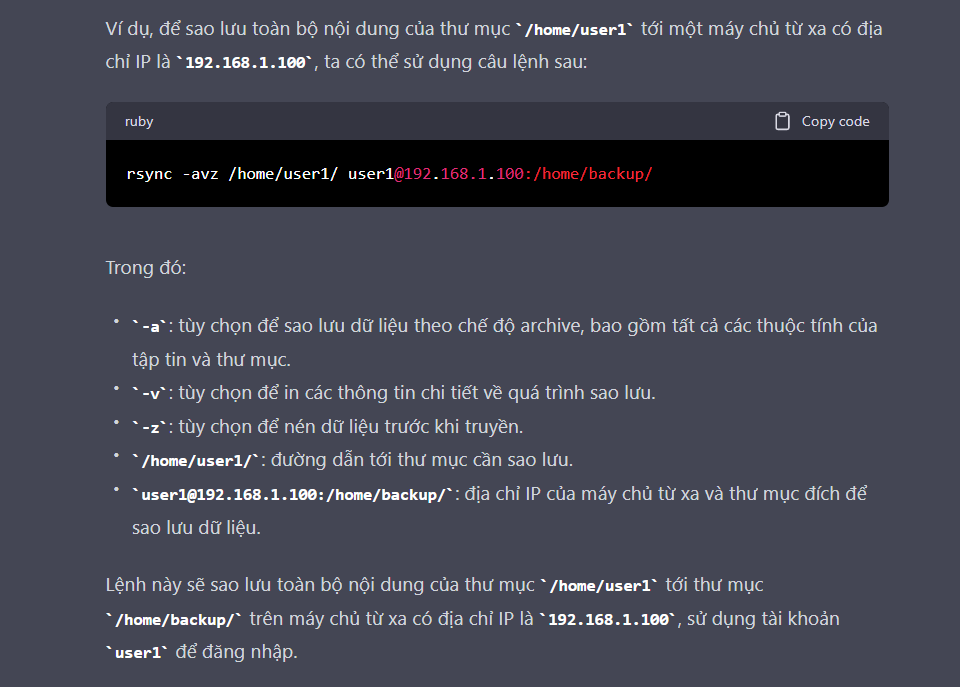 Ví dụ, để sao lưu toàn bộ nội dung của thư mục `/home/user1` tới một máy chủ từ xa có địa
chỉ IP là `192.168.1.100`, ta có thể sử dụng câu lệnh sau:
ruby
Copy code
rsync -avz /home/user1/ user1@192.168.1.100:/home/backup/
Trong đó:
• `-a`: tùy chọn để sao lưu dữ liệu theo chế độ archive, bao gồm tất cả các thuộc tính của
tập tin và thư mục.
• `-v`: tùy chọn để in các thông tin chi tiết về quá trình sao lưu.
• `-z`: tùy chọn để nén dữ liệu trước khi truyền.
• `/home/user1/`: đường dẫn tới thư mục cần sao lưu.
• `user1@192.168.1.100:/home/backup/`: địa chỉ IP của máy chủ từ xa và thư mục đích để
sao lưu dữ liệu.
Lệnh này sẽ sao lưu toàn bộ nội dung của thư mục `/home/user1` tới thư mục
`/home/backup/` trên máy chủ từ xa có địa chỉ IP là `192.168.1.100`, sử dụng tài khoản
`user1` để đăng nhập.